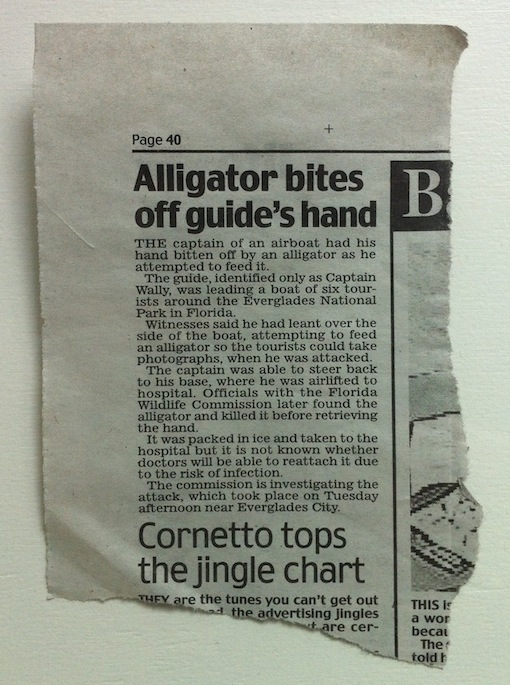 Page 40
Alligator bites
off guide's hand
THE captain of an airboat had his
hand bitten off by an alligator as he
attempted to feed it.
The guide, identified only as Captain
Wally, was leading a boat of six tour-
ists around the Everglades National
Park in Florida.
Witnesses said he had leant over the
side of the boat, attempting to feed
an alligator so the tourists could take
photographs, when he was attacked.
The captain was able to steer back
to his base, where he was airlifted to
hospital. Officials with the Florida
Wildlife Commission later found the
alligator and killed it before retrieving
the hand.
It was packed in ice and taken to the
hospital but it is not known whether
doctors will be able to reattach it due
to the risk of infection.
The commission is investigating the
attack, which took place on Tuesday
afternoon near Everglades City.
Cornetto tops
the jingle chart
THEY are the tunes you can't get out
the advertising jingles
are cer-
B
THIS is
a wor
becau
The
told h